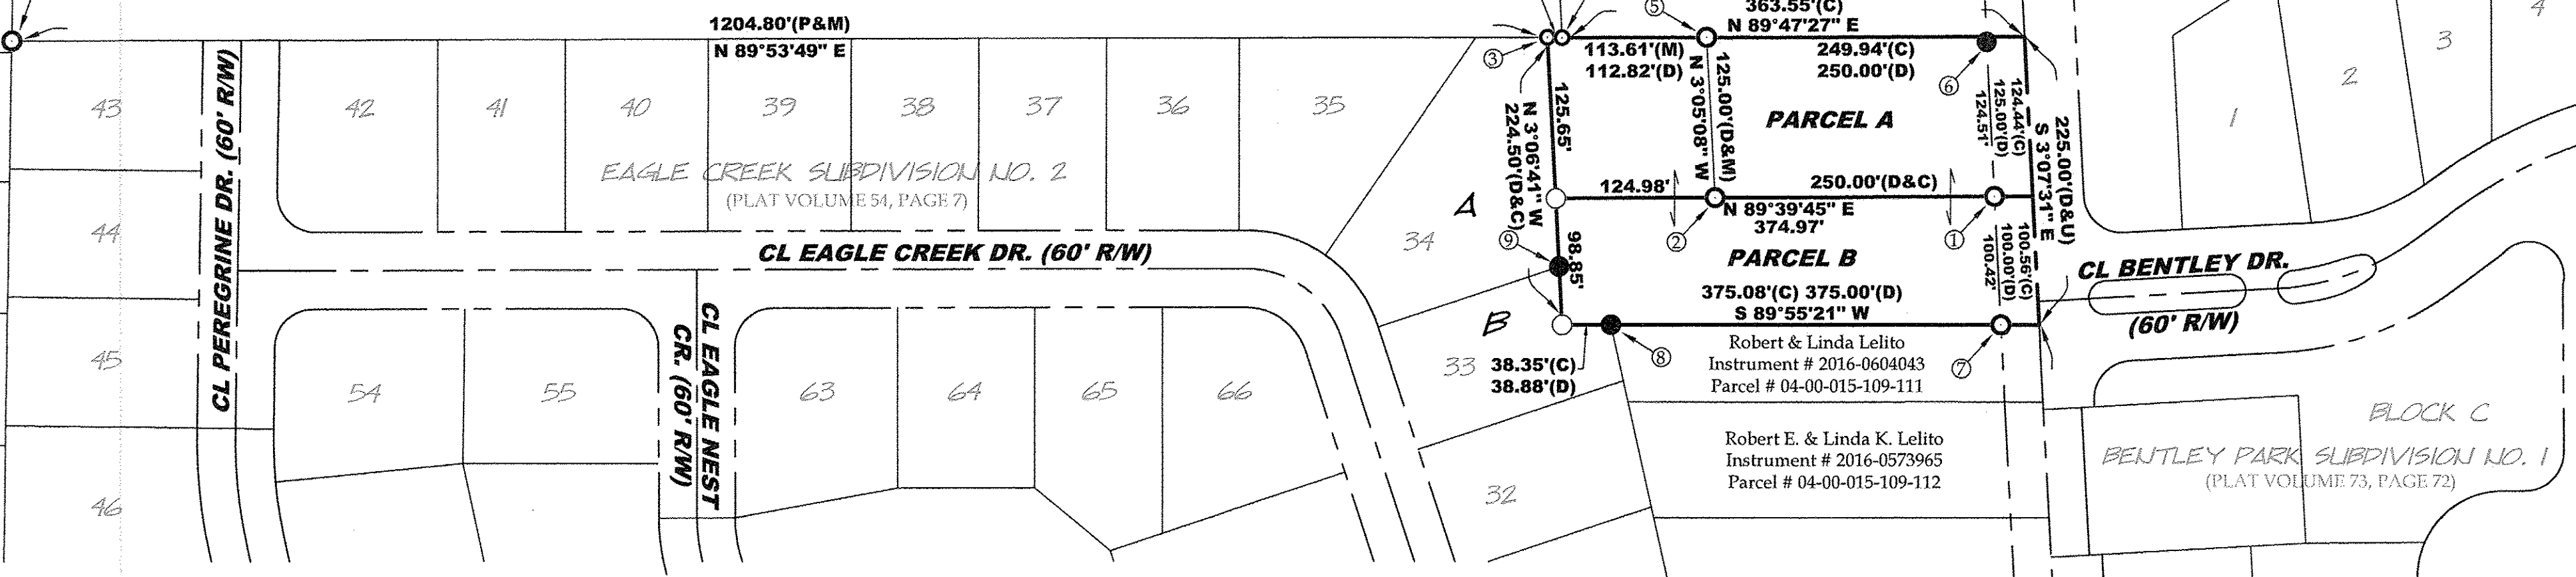 1204.80'(P&M)
N 89°53'49" E
43
44
45
46
CL PEREGRINE DR. (60' R/W)
42
41
40
39
38
37
36
35
EAGLE CREEK SUBDIVISION NO. 2
(PLAT VOLUME 54, PAGE 7)
CL EAGLE CREEK DR. (60' R/W)
54
55
CL EAGLE NEST
CR. (60' R/W)
63
64
65
66
34
33
32
363.55'(C)
N 89°47'27" E
5
3
113.61'(M)
112.82'(D)
249.94'(C)
250.00'(D)
6
125.65'
N 3°06'41" W
224.50'(D&C)
N 3°05'08" W
125.00'(D&M)
PARCEL A
124.44'(C)
125.00'(D)
124.51'
S 3°07'31" E
225.00'(D&U)
A
124.98'
250.00'(D&C)
N 89°39'45" E
374.97'
2
1
9
98.85'
PARCEL B
100.56'(C)
100.00'(D)
100.42'
375.08'(C) 375.00'(D)
S 89°55'21" W
B
38.35'(C)
38.88'(D)
8
7
Robert & Linda Lelito
Instrument # 2016-0604043
Parcel # 04-00-015-109-111
Robert E. & Linda K. Lelito
Instrument # 2016-0573965
Parcel # 04-00-015-109-112
1
2
3
4
CL BENTLEY DR.
(60' R/W)
BLOCK C
BENTLEY PARK SUBDIVISION NO. 1
(PLAT VOLUME 73, PAGE 72)